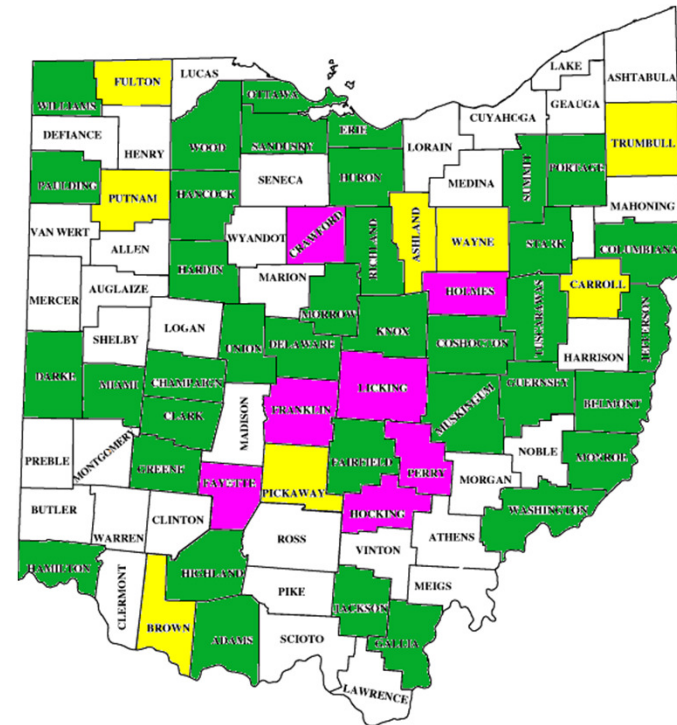 LAKE
LUCAS
FULTON
ASHTABULA
OTTAWA
WILLIAMS
GEAUGA
CUYAHOGA
DEFIANCE
ERIE
WOOD
SANDUSKY
LORAIN
TRUMBULL
HENRY
SENECA
HURON
MEDINA
SUMMIT
PORTAGE
PAULDING
PUTNAM
HANCOCK
MAHONING
VAN WERT
WYANDOT
CRAWFORD
RICHLAND
ASHLAND
WAYNE
STARK
COLUMBIANA
ALLEN
HARDIN
MARION
HOLMES
CARROLL
MERCER
AUGLAIZE
MORROW
TUSCARAWAS
JEFFERSON
LOGAN
KNOX
SHELBY
UNION
DELAWARE
COSHOCTON
HARRISON
DARKE
MIAMI
CHAMPAIGN
LICKING
GUERNSEY
BELMONT
CLARK
MADISON
FRANKLIN
MUSKINGUM
NOBLE
PREBLE
MONTGOMERY
GREENE
FAIRFIELD
PERRY
MONROE
FAYETTE
PICKAWAY
MORGAN
BUTLER
WARREN
CLINTON
HOCKING
WASHINGTON
ROSS
ATHENS
VINTON
HAMILTON
CLERMONT
HIGHLAND
MEIGS
PIKE
BROWN
ADAMS
JACKSON
SCIOTO
GALLIA
LAWRENCE